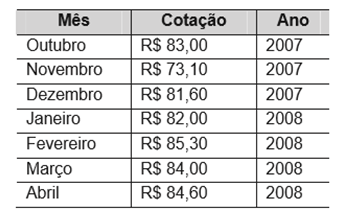 Mês Cotação Ano
Outubro R$ 83,00 2007
Novembro R$ 73,10 2007
Dezembro R$ 81,60 2007
Janeiro R$ 82,00 2008
Fevereiro R$ 85,30 2008
Março R$ 84,00 2008
Abril R$ 84,60 2008